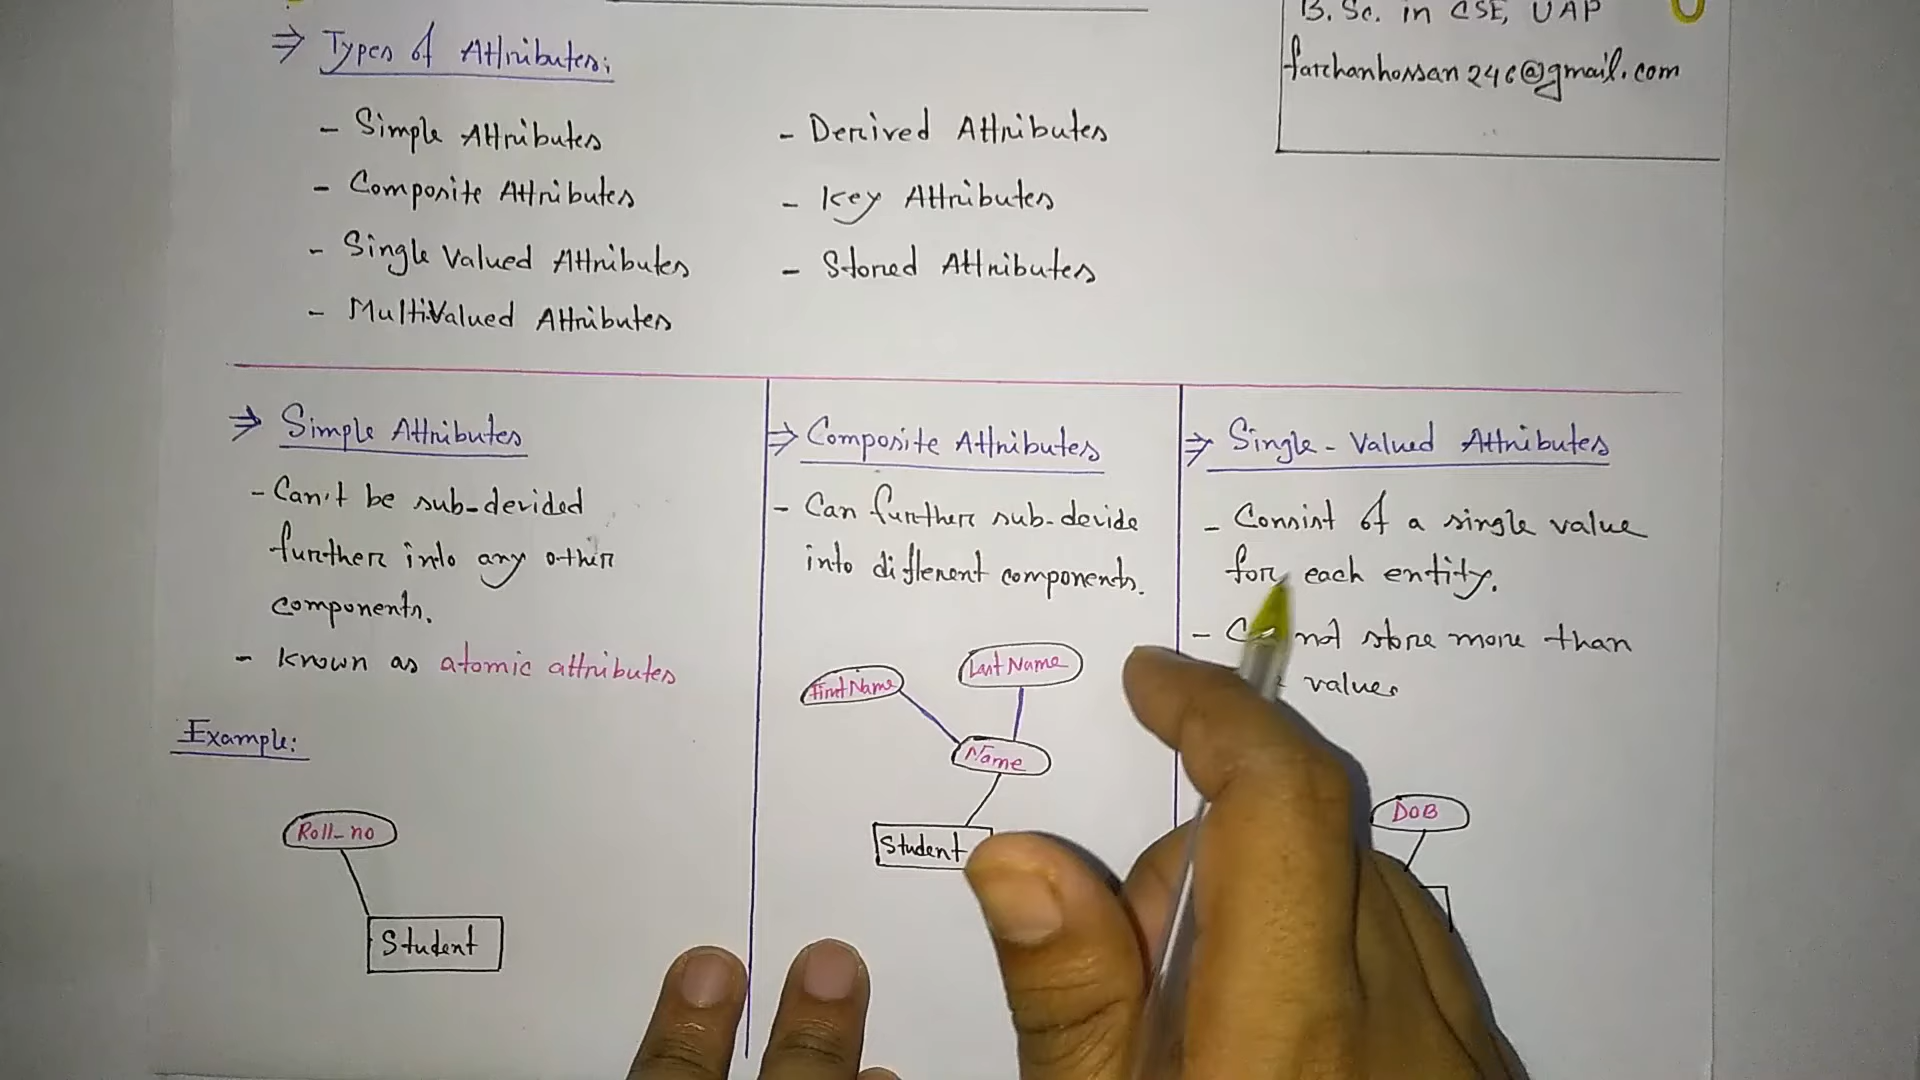 B. Sc. in CSE, UAP
farhanhossan246@gmail.com
⇒ Types of Attributes:
- Simple Attributes
- Composite Attributes
- Single Valued Attributes
- MultiValued Attributes
- Derived Attributes
- Key Attributes
- Stored Attributes
⇒ Simple Attributes
- Can't be sub-devided
further into any other
components.
- Known as atomic attributes
Example:
Roll_no
Student
⇒ Composite Attributes
- Can further sub-devide
into different components.
First Name
Last Name
Name
Student
⇒ Single-Valued Attributes
- Consist of a single value
for each entity.
- not store more than
values
DOB